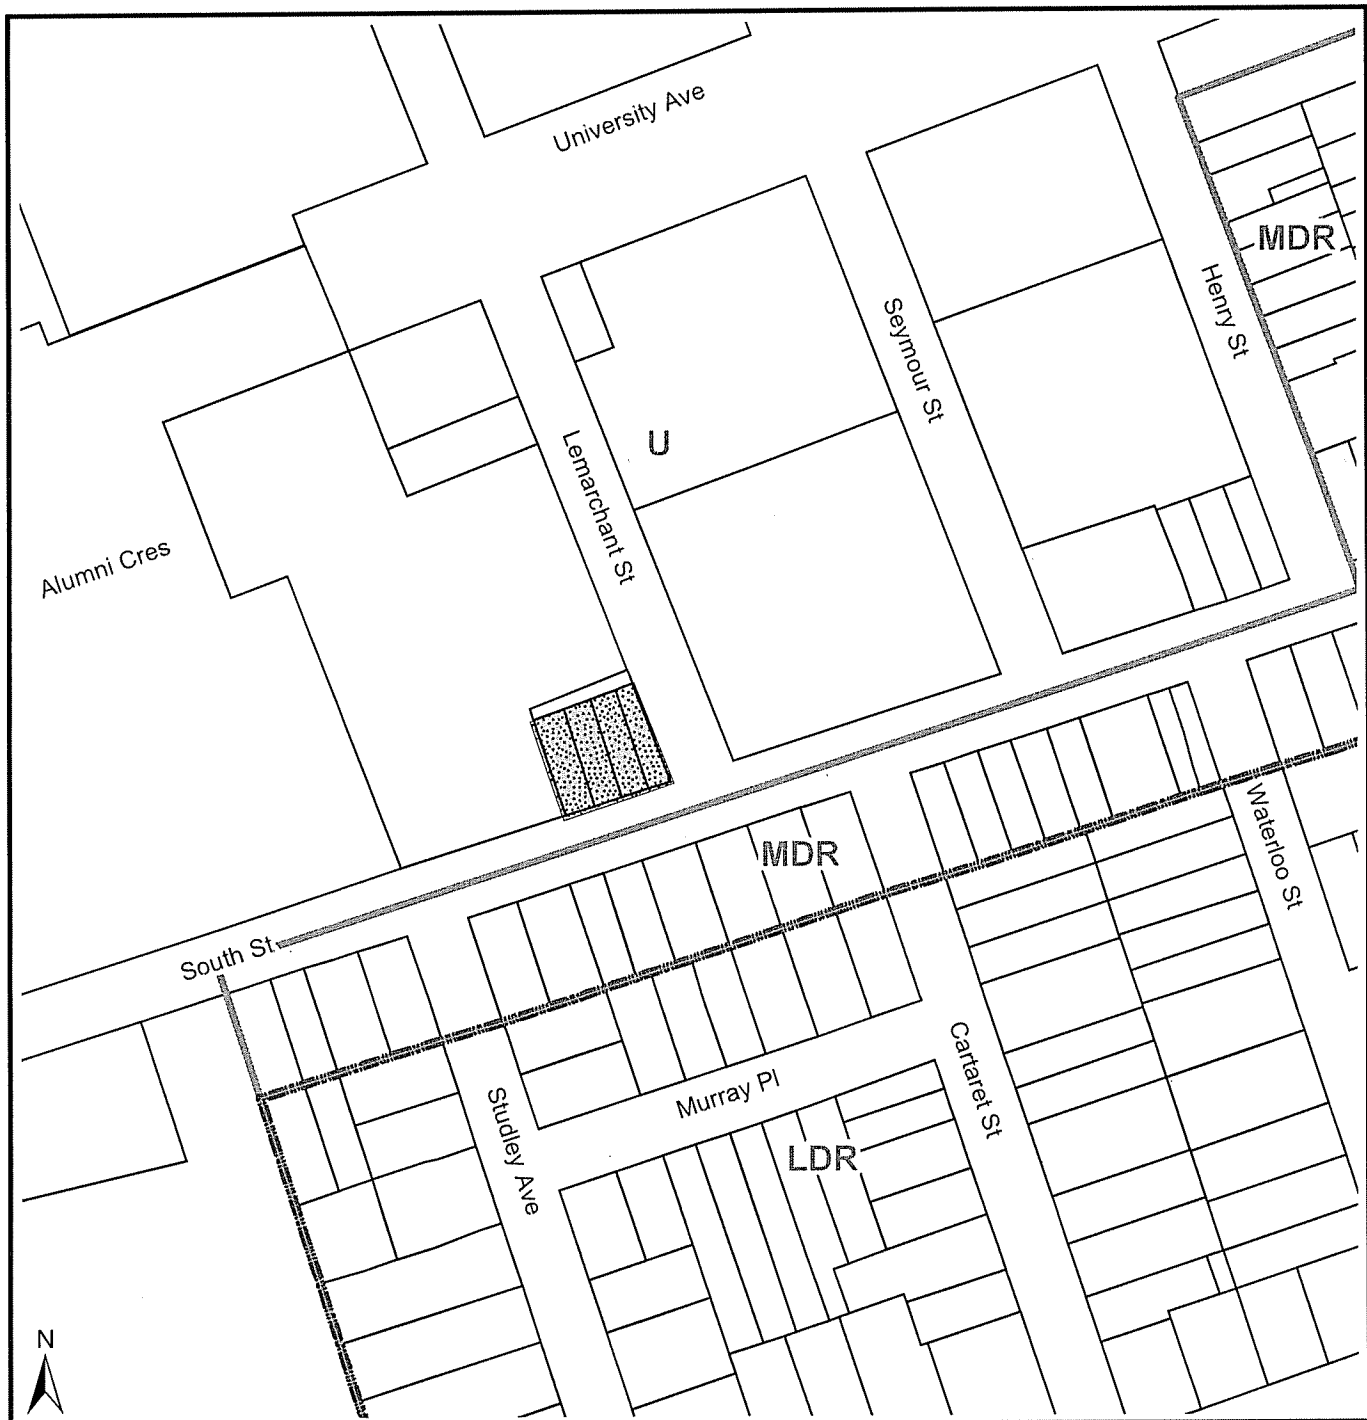 University Ave
MDR
Henry St
Seymour St
U
Lemarchant St
Alumni Cres
MDR
Waterloo St
South St
Cartaret St
Murray Pl
Studley Ave
LDR
N